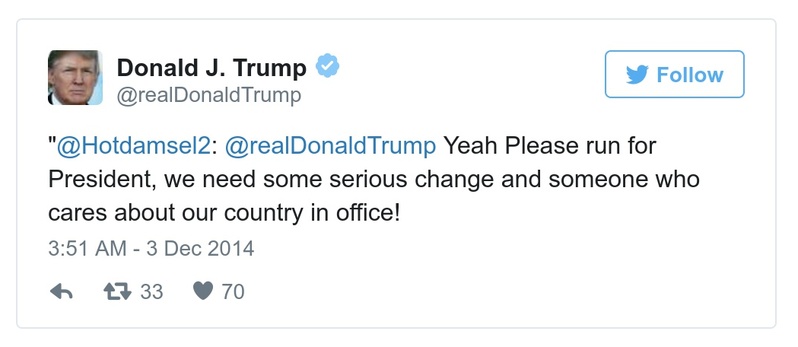 Donald J. Trump
@realDonaldTrump
Follow
"@Hotdamsel2: @realDonaldTrump Yeah Please run for
President, we need some serious change and someone who
cares about our country in office!
3:51 AM - 3 Dec 2014
33 70